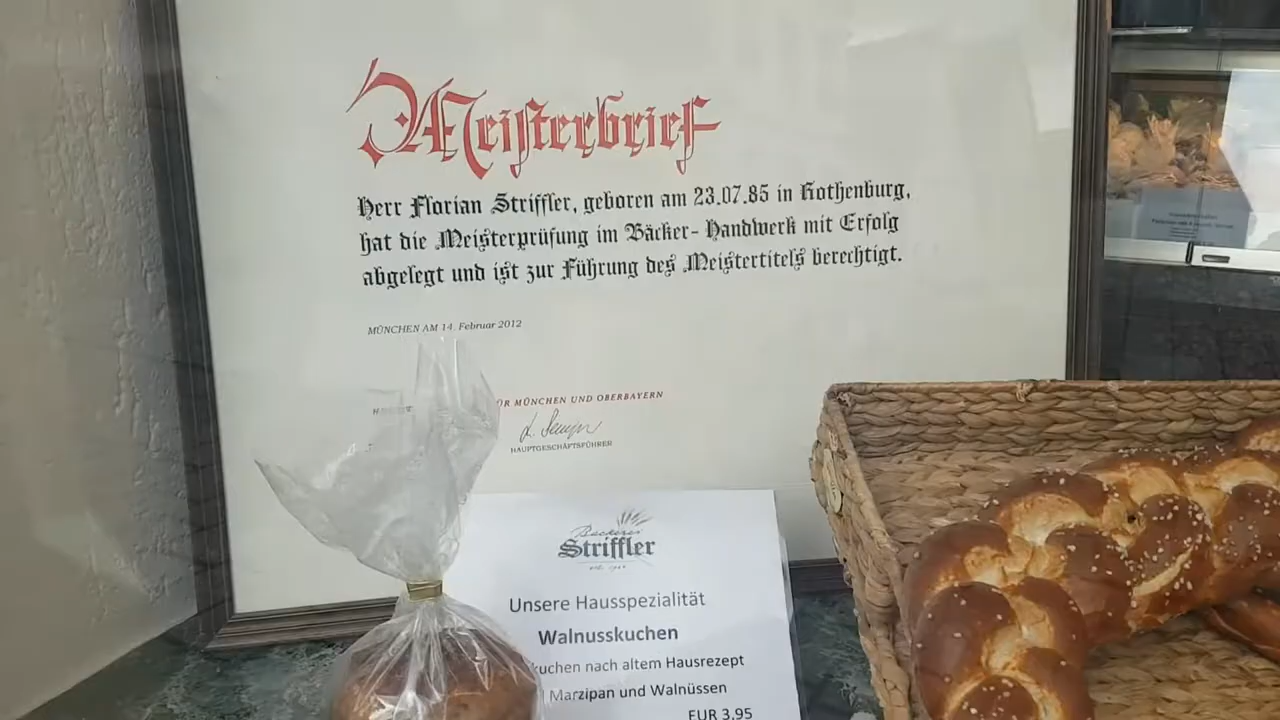 Meisterbrief
Herr Florian Striffler, geboren am 23.07.85 in Rothenburg,
hat die Meisterprüfung im Bäcker-Handwerk mit Erfolg
abgelegt und ist zur Führung des Meistertitels berechtigt.
MÜNCHEN AM 14. Februar 2012
FÜR MÜNCHEN UND OBERBAYERN
HAUPTGESCHÄFTSFÜHRER
Bäckerei
Striffler
Unsere Hausspezialität
Walnusskuchen
kuchen nach altem Hausrezept
Marzipan und Walnüssen
EUR 3,95